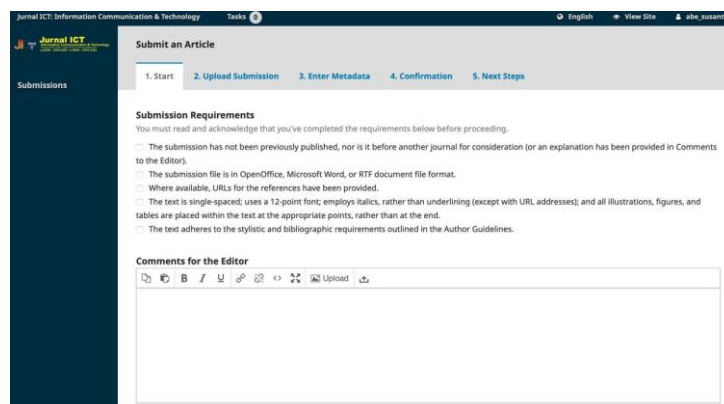 Jurnal ICT: Information Communication & Technology Tasks 0 English View Site abe_susant
Jurnal ICT
Submissions
Submit an Article
1. Start 2. Upload Submission 3. Enter Metadata 4. Confirmation 5. Next Steps
Submission Requirements
You must read and acknowledge that you've completed the requirements below before proceeding.
The submission has not been previously published, nor is it before another journal for consideration (or an explanation has been provided in Comments
to the Editor).
The submission file is in OpenOffice, Microsoft Word, or RTF document file format.
Where available, URLs for the references have been provided.
The text is single-spaced; uses a 12-point font; employs italics, rather than underlining (except with URL addresses); and all illustrations, figures, and
tables are placed within the text at the appropriate points, rather than at the end.
The text adheres to the stylistic and bibliographic requirements outlined in the Author Guidelines.
Comments for the Editor
B I U Upload